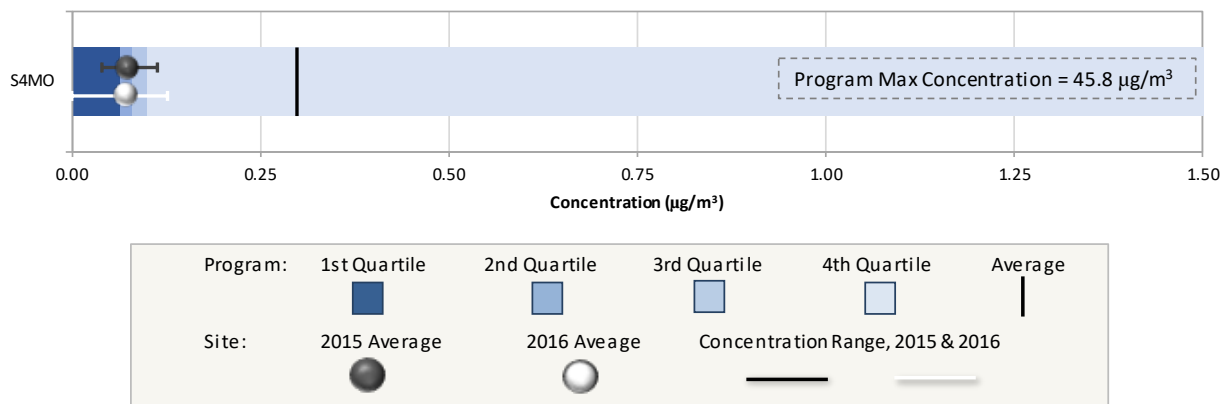 S4MO
Program Max Concentration = 45.8 µg/m³
0.00 0.25 0.50 0.75 1.00 1.25 1.50
Concentration (µg/m³)
Program: 1st Quartile 2nd Quartile 3rd Quartile 4th Quartile Average
Site: 2015 Average 2016 Aveage Concentration Range, 2015 & 2016